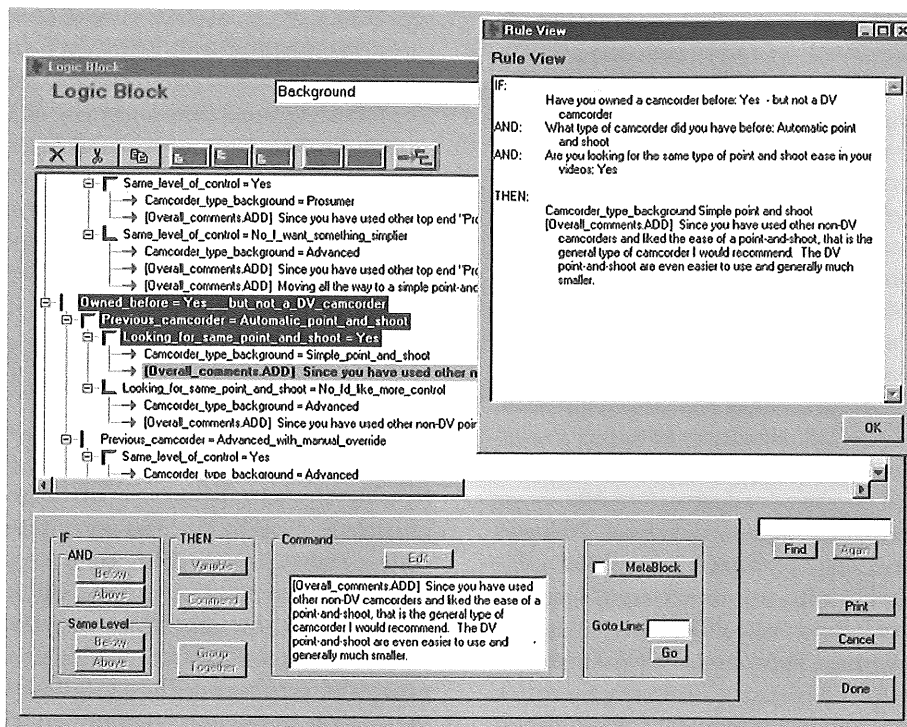 Rule View
Rule View
IF:
Have you owned a camcorder before: Yes - but not a DV
camcorder
AND: What type of camcorder did you have before: Automatic point
and shoot
AND: Are you looking for the same type of point and shoot ease in your
videos: Yes
THEN:
Camcorder_type_background Simple point and shoot
[Overall_comments.ADD] Since you have used other non-DV
camcorders and liked the ease of a point-and-shoot, that is the
general type of camcorder I would recommend. The DV
point-and-shoot are even easier to use and generally much
smaller.
OK
Logic Block
Logic Block
Background
Same_level_of_control = Yes
Camcorder_type_background = Prosumer
[Overall_comments.ADD] Since you have used other top end "Pro
Same_level_of_control = No_I_want_something_simplier
Camcorder_type_background = Advanced
[Overall_comments.ADD] Since you have used other top end "Pro
[Overall_comments.ADD] Moving all the way to a simple point-and
Owned_before = Yes__but_not_a_DV_camcorder
Previous_camcorder = Automatic_point_and_shoot
Looking_for_same_point_and_shoot = Yes
Camcorder_type_background = Simple_point_and_shoot
[Overall_comments.ADD] Since you have used other n
Looking_for_same_point_and_shoot = No_Id_like_more_control
Camcorder_type_background = Advanced
[Overall_comments.ADD] Since you have used other non-DV poin
Previous_camcorder = Advanced_with_manual_override
Same_level_of_control = Yes
Camcorder_type_background = Advanced
IF
AND
Below
Above
Same Level
Below
Above
THEN
Variable
Command
Group
Together
Command
Edit
[Overall_comments.ADD] Since you have used
other non-DV camcorders and liked the ease of a
point-and-shoot, that is the general type of
camcorder I would recommend. The DV
point-and-shoot are even easier to use and
generally much smaller.
MetaBlock
Goto Line:
Go
Find Again
Print
Cancel
Done